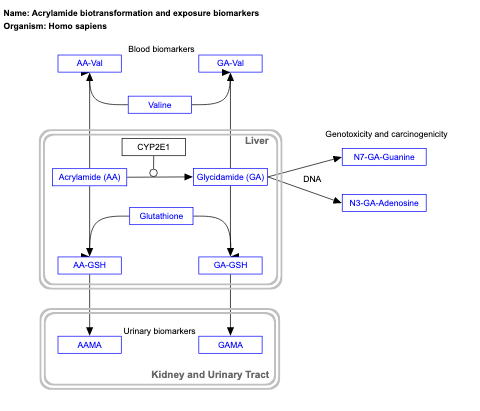 Name: Acrylamide biotransformation and exposure biomarkers
Organism: Homo sapiens
Blood biomarkers
AA-Val
GA-Val
Valine
CYP2E1
Liver
Genotoxicity and carcinogenicity
N7-GA-Guanine
Acrylamide (AA)
Glycidamide (GA)
DNA
N3-GA-Adenosine
Glutathione
AA-GSH
GA-GSH
Urinary biomarkers
AAMA
GAMA
Kidney and Urinary Tract